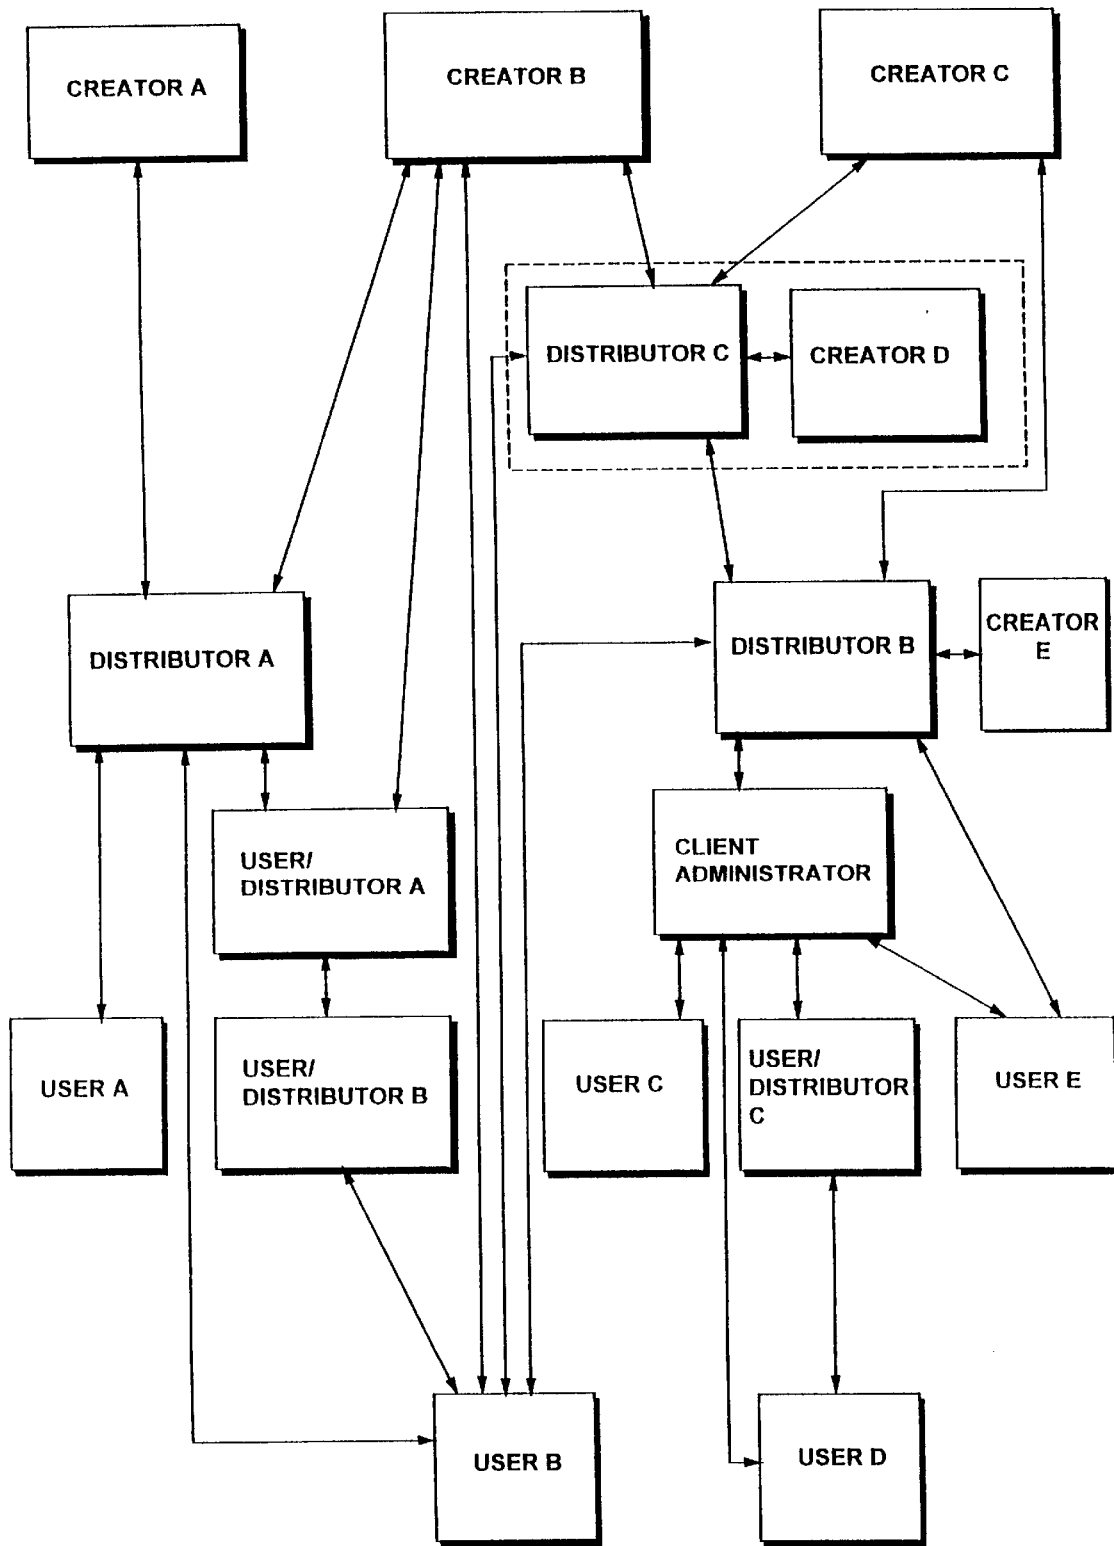 CREATOR A
CREATOR B
CREATOR C
DISTRIBUTOR C
CREATOR D
DISTRIBUTOR A
DISTRIBUTOR B
CREATOR
E
USER/
DISTRIBUTOR A
CLIENT
ADMINISTRATOR
USER A
USER/
DISTRIBUTOR B
USER C
USER/
DISTRIBUTOR
C
USER E
USER B
USER D